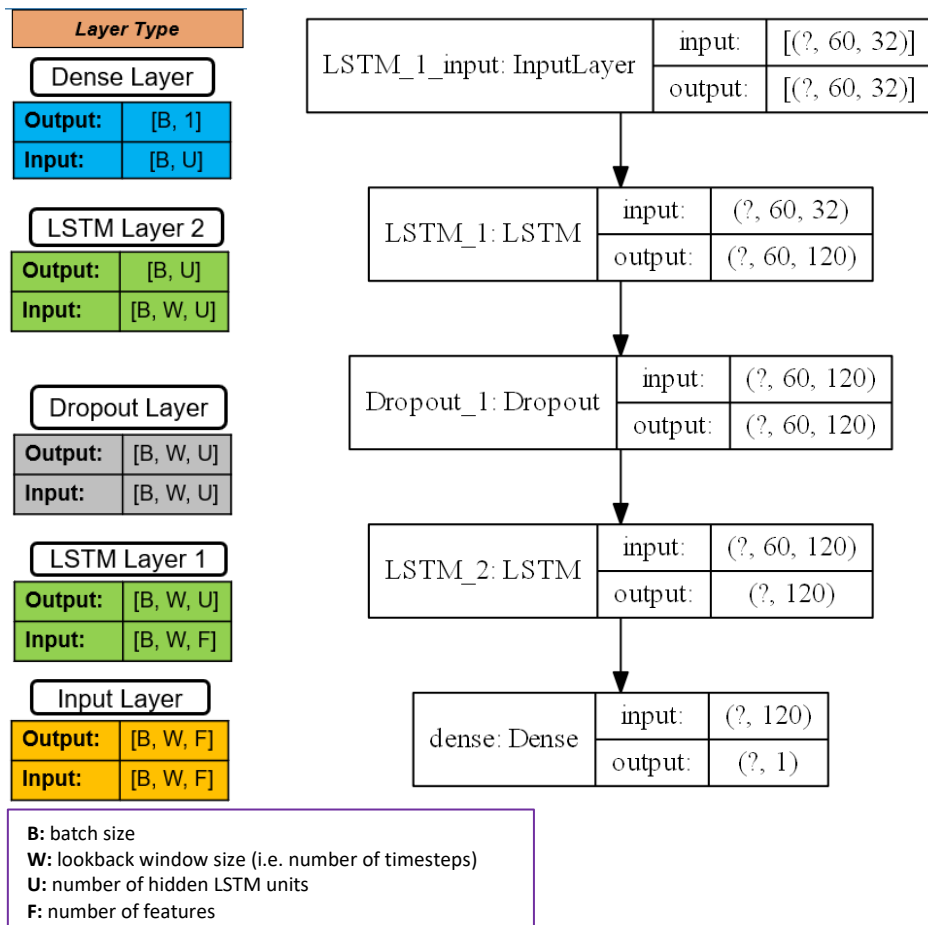 Layer Type
Dense Layer
Output: [B, 1]
Input: [B, U]
LSTM Layer 2
Output: [B, U]
Input: [B, W, U]
Dropout Layer
Output: [B, W, U]
Input: [B, W, U]
LSTM Layer 1
Output: [B, W, U]
Input: [B, W, F]
Input Layer
Output: [B, W, F]
Input: [B, W, F]
B: batch size
W: lookback window size (i.e. number of timesteps)
U: number of hidden LSTM units
F: number of features
LSTM_1_input: InputLayer
input: [(?, 60, 32)]
output: [(?, 60, 32)]
LSTM_1: LSTM
input: (?, 60, 32)
output: (?, 60, 120)
Dropout_1: Dropout
input: (?, 60, 120)
output: (?, 60, 120)
LSTM_2: LSTM
input: (?, 60, 120)
output: (?, 120)
dense: Dense
input: (?, 120)
output: (?, 1)